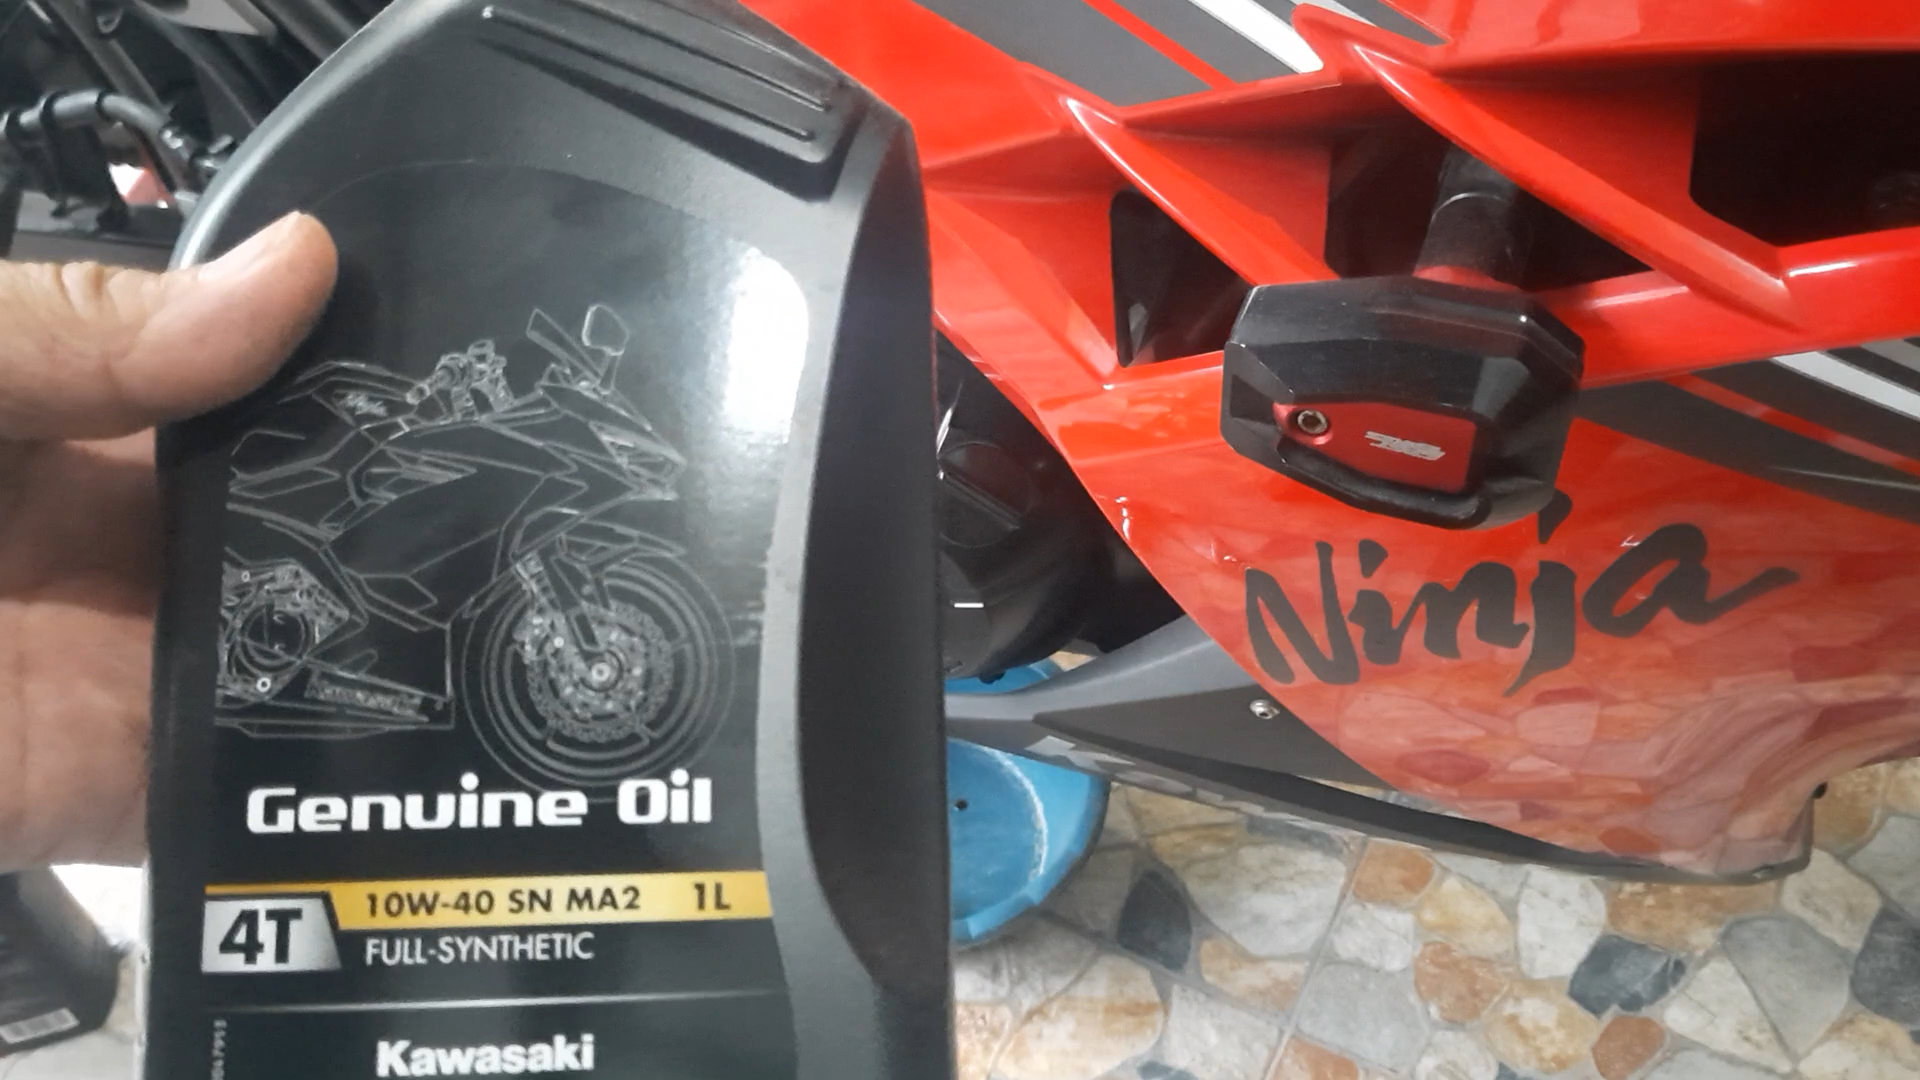 Genuine Oil
4T
10W-40 SN MA2 1L
FULL-SYNTHETIC
Kawasaki
Ninja